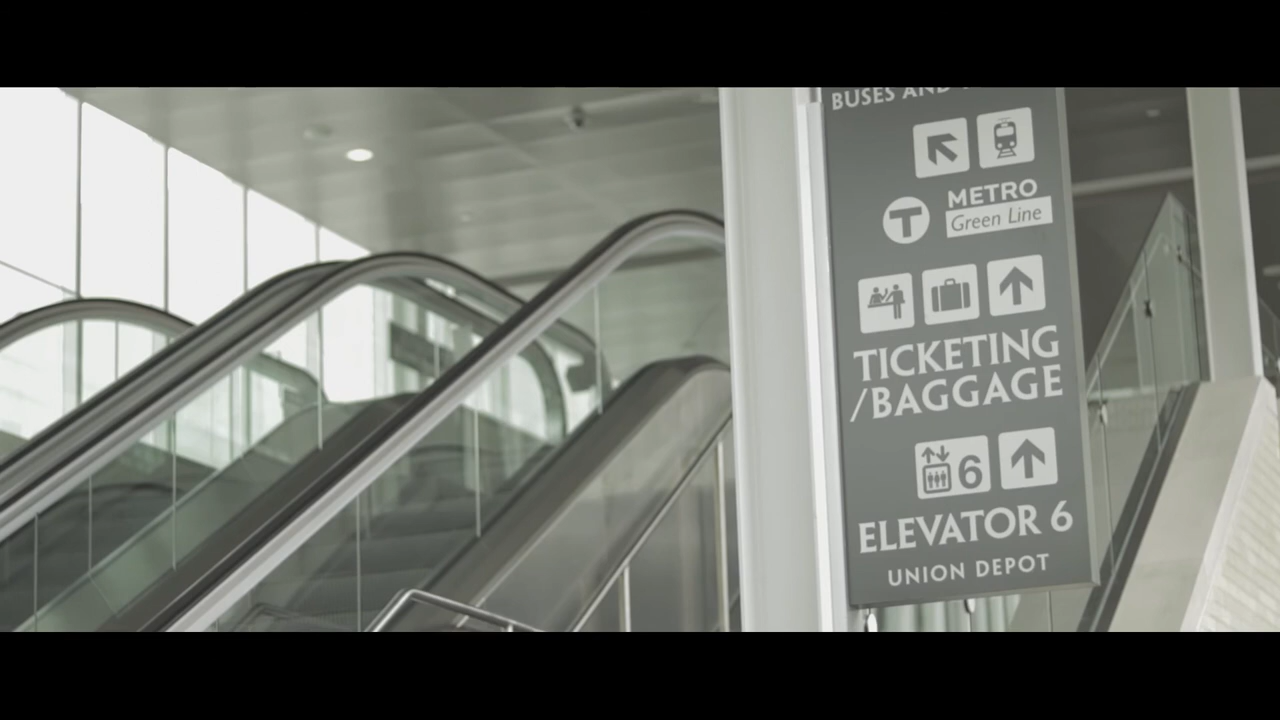 BUSES AND
T
METRO
Green Line
TICKETING
/BAGGAGE
6
ELEVATOR 6
UNION DEPOT